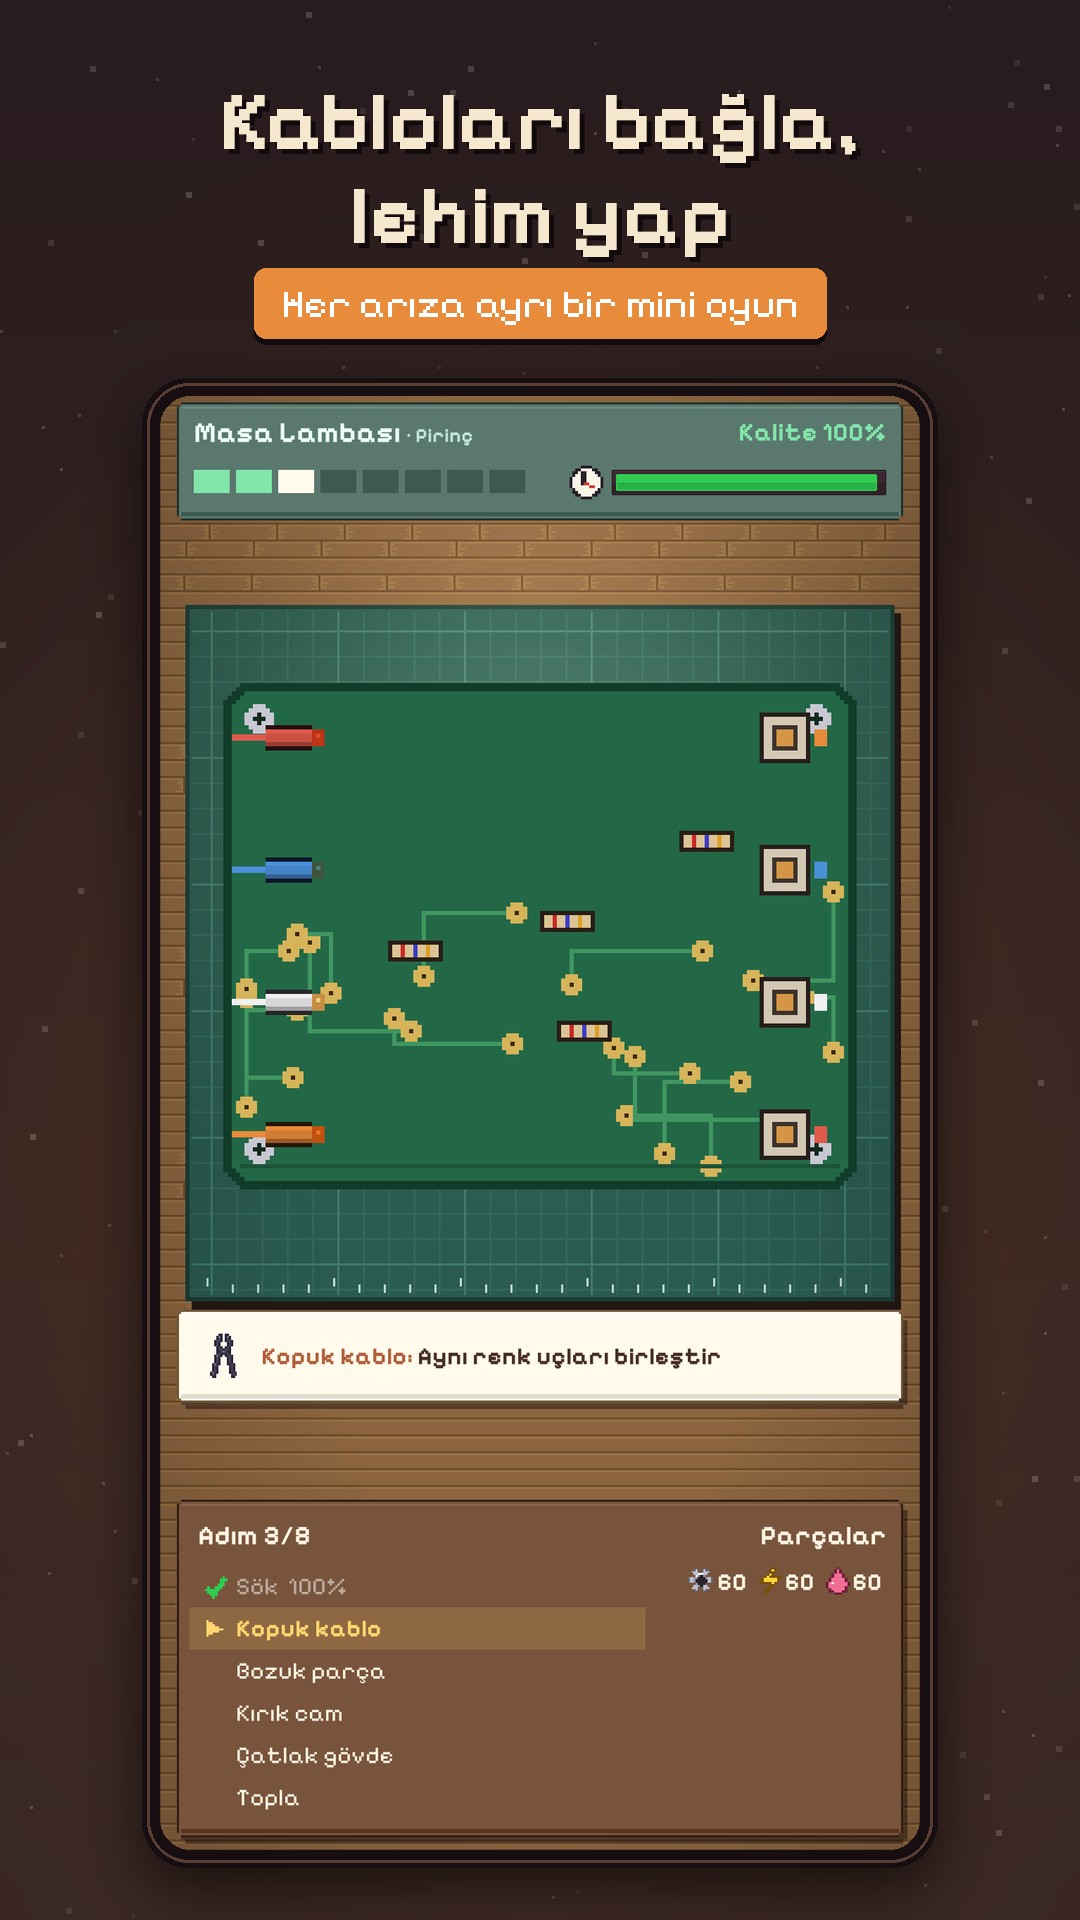 Kabloları bağla,
lehim yap
Her arıza ayrı bir mini oyun
Masa Lambası · Pirinç
Kalite 100%
Kopuk kablo: Aynı renk uçları birleştir
Adım 3/8
Parçalar
Sök 100%
60 60 60
Kopuk kablo
Bozuk parça
Kırık cam
Çatlak gövde
Topla